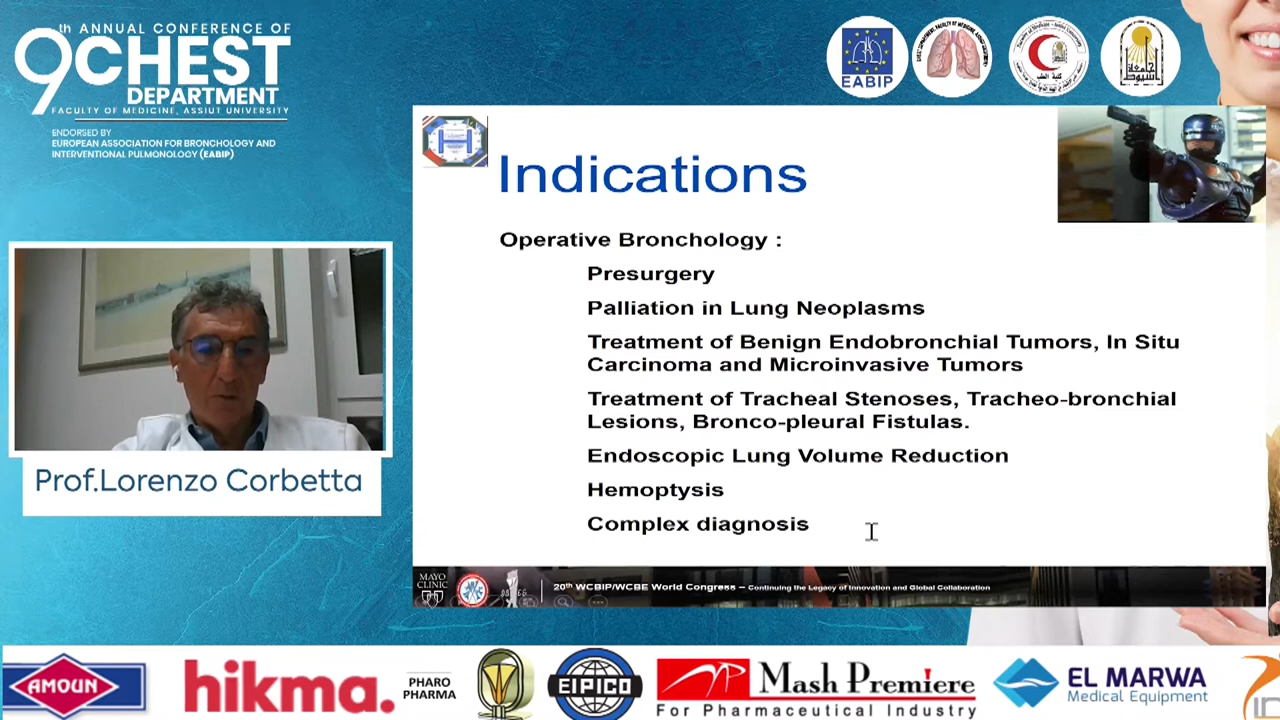 9th ANNUAL CONFERENCE OF
CHEST
DEPARTMENT
FACULTY OF MEDICINE, ASSIUT UNIVERSITY
ENDORSED BY
EUROPEAN ASSOCIATION FOR BRONCHOLOGY AND
INTERVENTIONAL PULMONOLOGY (EABIP)
EABIP
كلية الطب
Indications
Operative Bronchology :
Presurgery
Palliation in Lung Neoplasms
Treatment of Benign Endobronchial Tumors, In Situ
Carcinoma and Microinvasive Tumors
Treatment of Tracheal Stenoses, Tracheo-bronchial
Lesions, Bronco-pleural Fistulas.
Endoscopic Lung Volume Reduction
Hemoptysis
Complex diagnosis
Prof.Lorenzo Corbetta
MAYO
CLINIC
20th WCBIP/WCBE World Congress – Continuing the Legacy of Innovation and Global Collaboration
AMOUN
hikma.
PHARO
PHARMA
EIPICO
Mash Premiere
For Pharmaceutical Industry
EL MARWA
Medical Equipment